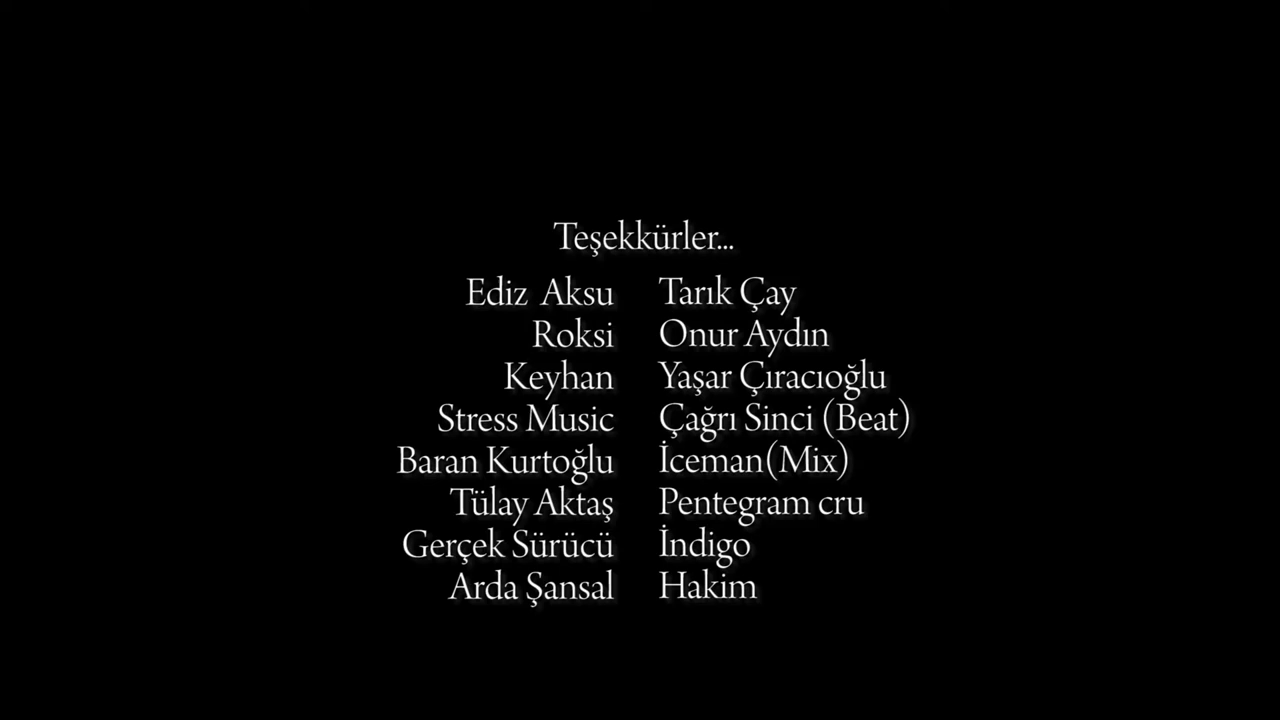 Teşekkürler...
Ediz Aksu Tarık Çay
Roksi Onur Aydın
Keyhan Yaşar Çıracıoğlu
Stress Music Çağrı Sinci (Beat)
Baran Kurtoğlu İceman(Mix)
Tülay Aktaş Pentegram cru
Gerçek Sürücü İndigo
Arda Şansal Hakim